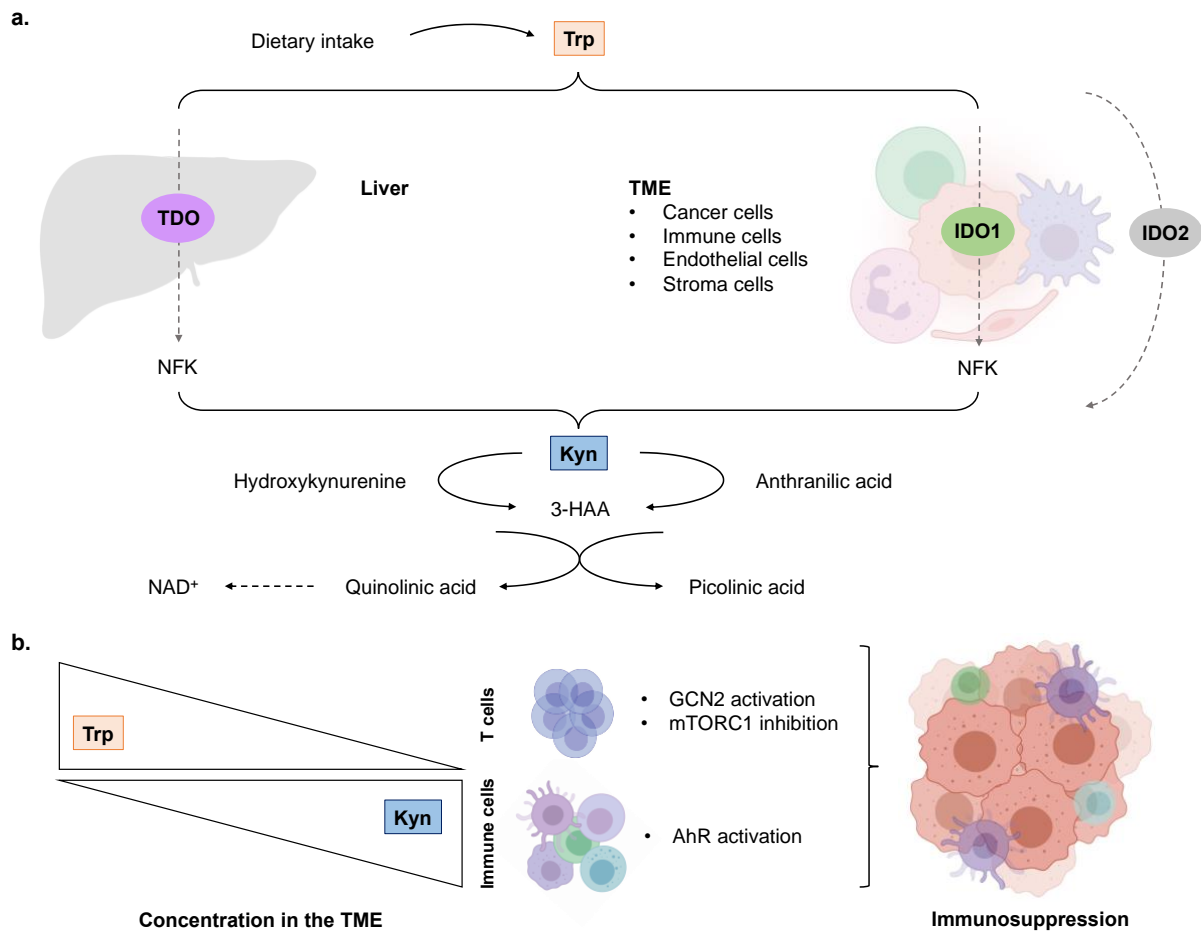 a.
Dietary intake
Trp
Liver
TME
• Cancer cells
• Immune cells
• Endothelial cells
• Stroma cells
TDO
IDO1
IDO2
NFK
NFK
Kyn
Hydroxykynurenine
Anthranilic acid
3-HAA
NAD⁺
Quinolinic acid
Picolinic acid
b.
Trp
Kyn
Concentration in the TME
T cells
• GCN2 activation
• mTORC1 inhibition
Immune cells
• AhR activation
Immunosuppression